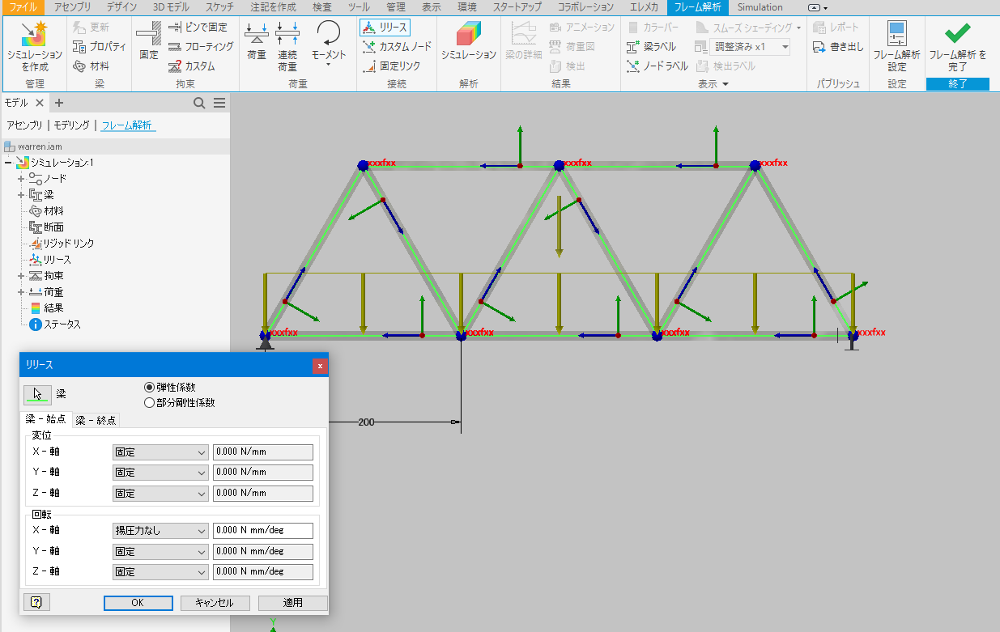 ファイル アセンブリ デザイン 3D モデル スケッチ 注記を作成 検査 ツール 管理 表示 環境 スタートアップ コラボレーション エレメカ フレーム解析 Simulation
シミュレーション
を作成
管理
更新
プロパティ
材料
梁
固定
ピンで固定
フローティング
カスタム
拘束
荷重
連続
荷重
モーメント
荷重
リリース
カスタム ノード
固定リンク
接続
シミュレーション
解析
梁の詳細
アニメーション
荷重図
検出
結果
カラーバー
梁ラベル
ノード ラベル
スムーズ シェーディング
調整済み x1
検出ラベル
表示
レポート
書き出し
パブリッシュ
フレーム解析
設定
設定
フレーム解析 を
完了
終了
モデル
アセンブリ | モデリング | フレーム解析
warren.iam
シミュレーション:1
ノード
梁
材料
断面
リジッド リンク
リリース
拘束
荷重
結果
ステータス
xxxfxx xxxfxx xxxfxx
xxxfxx xxxfxx xxxfxx xxxfxx
200
リリース
梁
弾性係数
部分剛性係数
梁 - 始点 梁 - 終点
変位
X - 軸 固定 0.000 N/mm
Y - 軸 固定 0.000 N/mm
Z - 軸 固定 0.000 N/mm
回転
X - 軸 揚圧力なし 0.000 N mm/deg
Y - 軸 固定 0.000 N mm/deg
Z - 軸 固定 0.000 N mm/deg
OK キャンセル 適用
Y